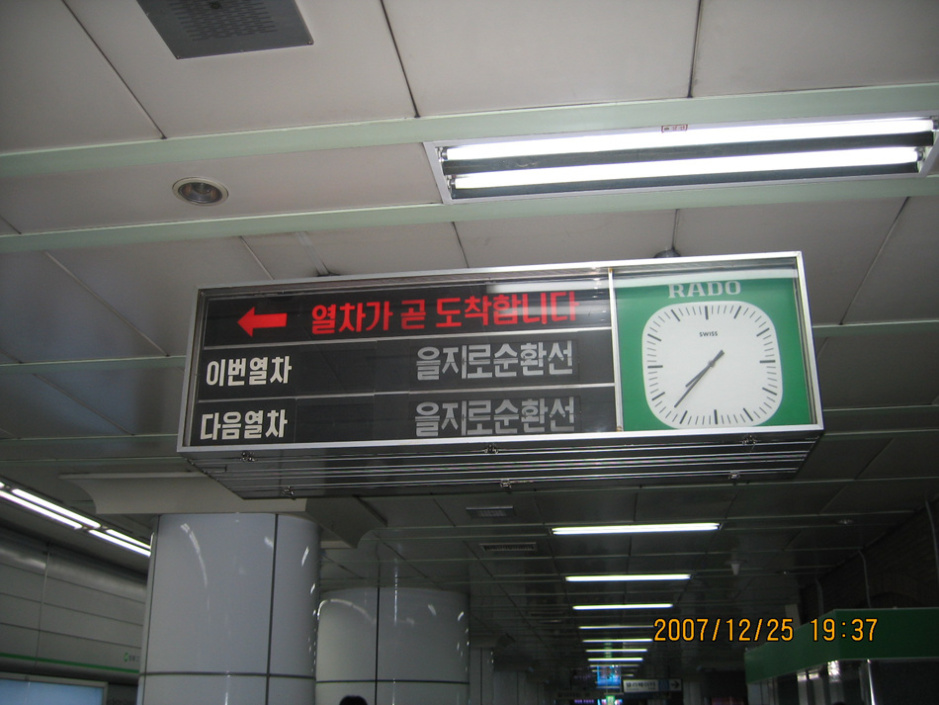 열차가 곧 도착합니다
이번열차 을지로순환선
다음열차 을지로순환선
RADO
SWISS
2007/12/25 19:37